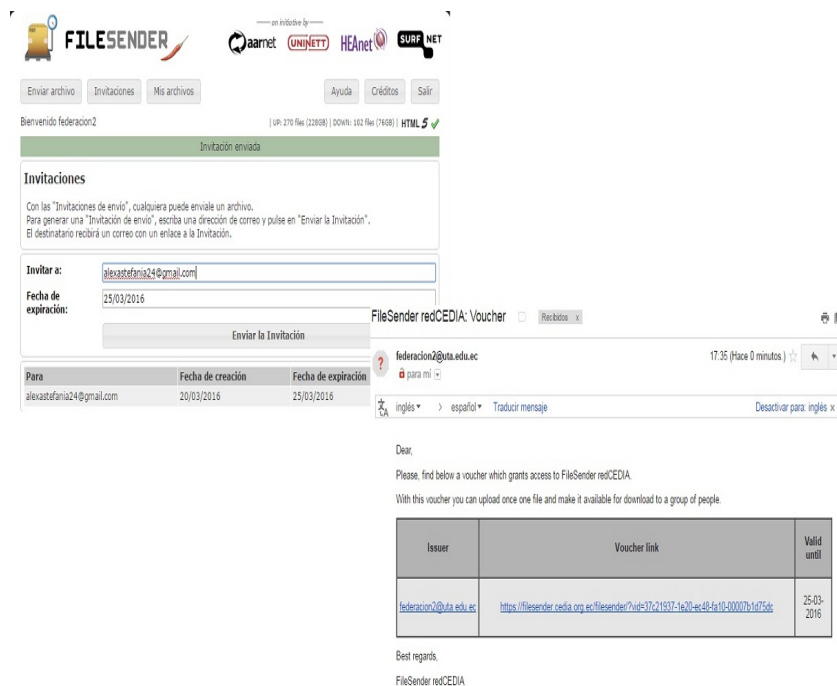 FILESENDER
on initiative by
aarnet UNINETT HEAnet SURF NET
Enviar archivo Invitaciones Mis archivos Ayuda Créditos Salir
Bienvenido federacion2 | UP: 270 files (228GB) | DOWN: 102 files (76GB) | HTML 5
Invitación enviada
Invitaciones
Con las "Invitaciones de envío", cualquiera puede enviale un archivo.
Para generar una "Invitación de envío", escriba una dirección de correo y pulse en "Enviar la Invitación".
El destinatario recibirá un correo con un enlace a la Invitación.
Invitar a: alexastefania24@gmail.com
Fecha de expiración: 25/03/2016
Enviar la Invitación
Para Fecha de creación Fecha de expiración
alexastefania24@gmail.com 20/03/2016 25/03/2016
FileSender redCEDIA: Voucher Recibidos x
federacion2@uta.edu.ec 17:35 (Hace 0 minutos)
para mí
inglés > español Traducir mensaje Desactivar para: inglés x
Dear,
Please, find below a voucher which grants access to FileSender redCEDIA.
With this voucher you can upload once one file and make it available for download to a group of people.
Issuer Voucher link Valid until
federacion2@uta.edu.ec https://filesender.cedia.org.ec/filesender/?vid=37c21937-1e20-ec48-fa10-00007b1d75dc 25-03-2016
Best regards,
FileSender redCEDIA